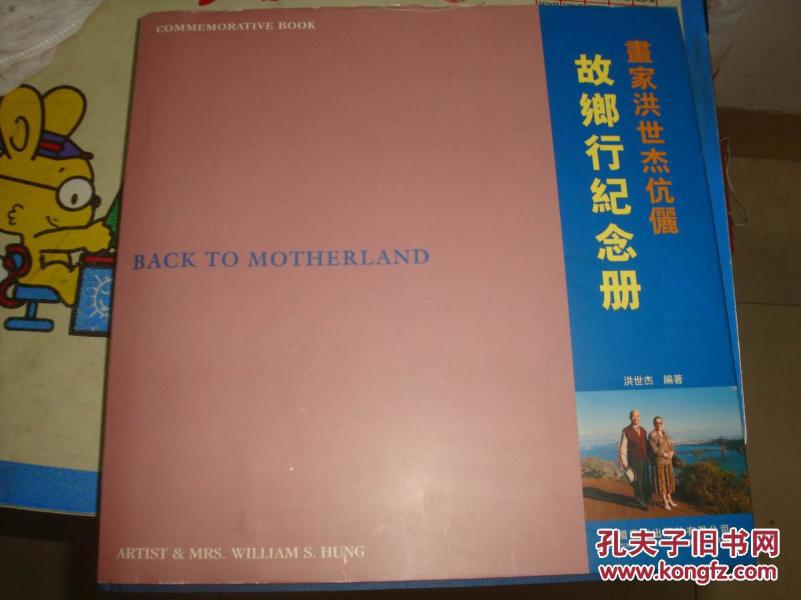 COMMEMORATIVE BOOK
畫家洪世杰伉儷
故鄉行紀念册
BACK TO MOTHERLAND
洪世杰 編著
ARTIST & MRS. WILLIAM S. HUNG
孔夫子旧书网
www.kongfz.com